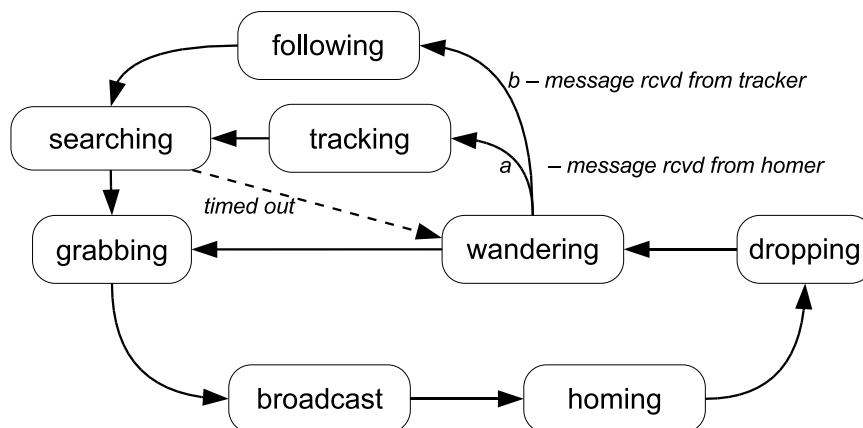 following
b – message rcvd from tracker
searching
tracking
a – message rcvd from homer
timed out
grabbing
wandering
dropping
broadcast
homing